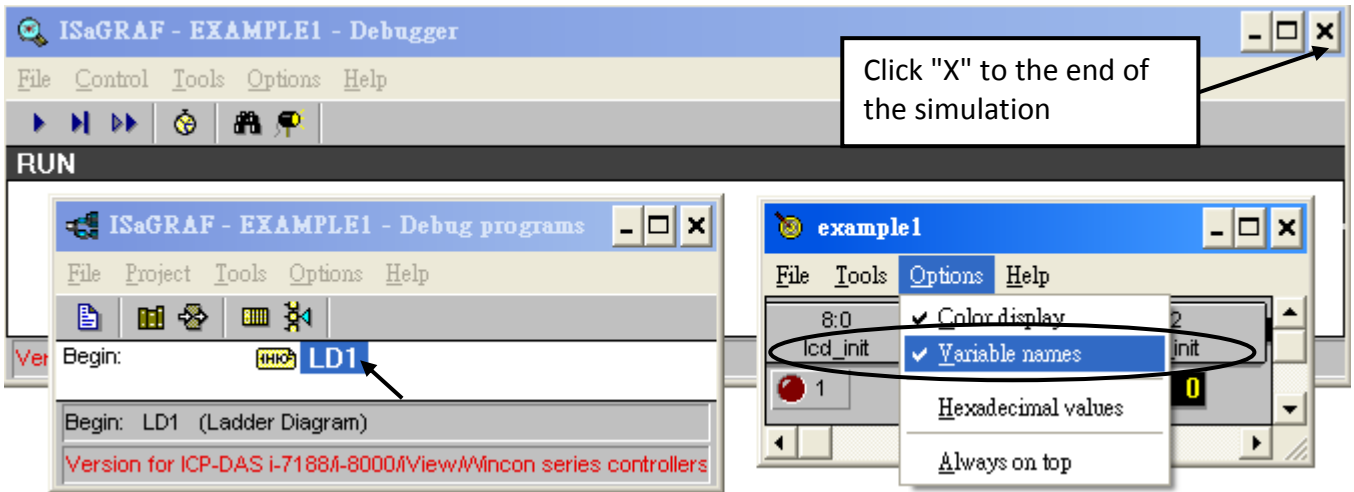 ISaGRAF - EXAMPLE1 - Debugger
File Control Tools Options Help
Click "X" to the end of
the simulation
RUN
ISaGRAF - EXAMPLE1 - Debug programs
File Project Tools Options Help
Begin: LD1
Begin: LD1 (Ladder Diagram)
Version for ICP-DAS i-7188/i-8000/iView/Wincon series controllers
Ver
example1
File Tools Options Help
8:0
lcd_init
1
Color display
Variable names
Hexadecimal values
Always on top
2
init
0